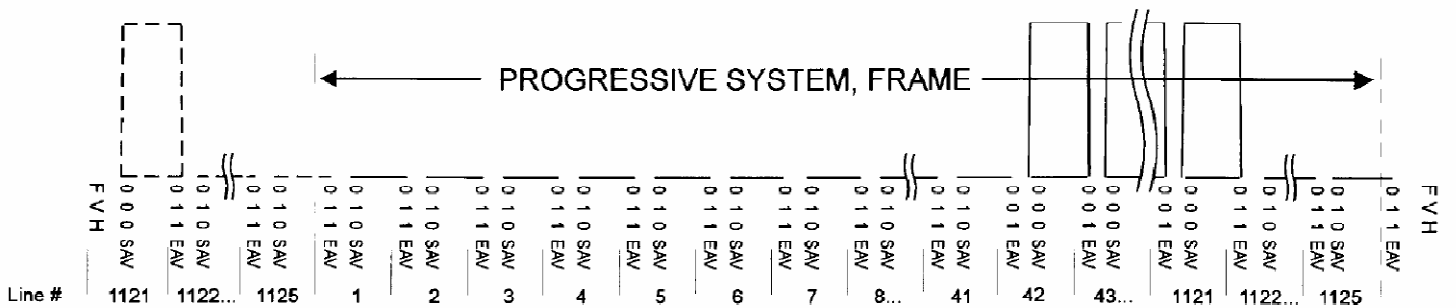 PROGRESSIVE SYSTEM, FRAME
F V H
0 0 0 SAV
0 1 1 EAV
0 1 0 SAV
0 1 1 EAV
0 1 0 SAV
0 1 1 EAV
0 1 0 SAV
0 1 1 EAV
0 1 0 SAV
0 1 1 EAV
0 1 0 SAV
0 1 1 EAV
0 1 0 SAV
0 1 1 EAV
0 1 0 SAV
0 1 1 EAV
0 1 0 SAV
0 1 1 EAV
0 1 0 SAV
0 1 1 EAV
0 1 0 SAV
0 1 1 EAV
0 1 0 SAV
0 0 1 EAV
0 0 0 SAV
0 0 1 EAV
0 0 0 SAV
0 0 1 EAV
0 0 0 SAV
0 1 1 EAV
0 1 0 SAV
0 1 1 EAV
0 1 0 SAV
0 1 1 EAV
F V H
Line # 1121 1122... 1125 1 2 3 4 5 6 7 8... 41 42 43... 1121 1122... 1125